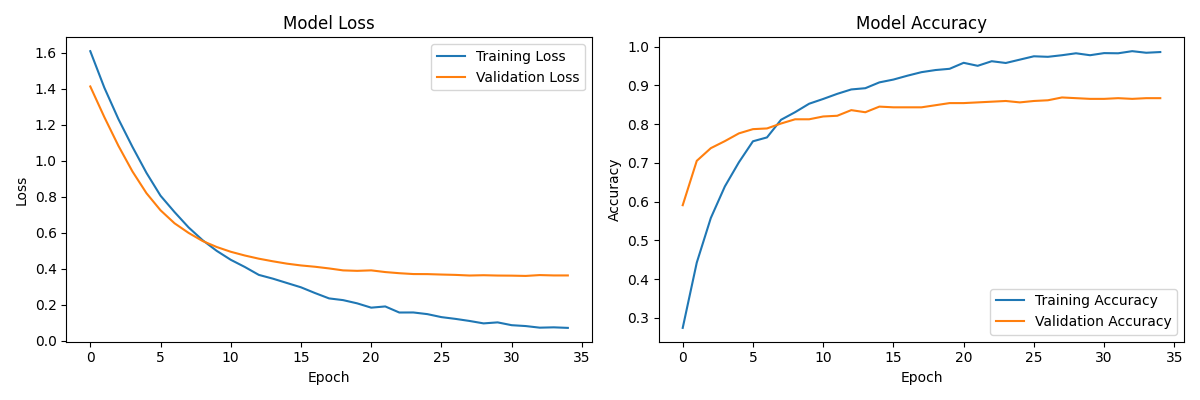 Model Loss
1.6
1.4
1.2
1.0
0.8
0.6
0.4
0.2
0.0
Loss
Training Loss
Validation Loss
0 5 10 15 20 25 30 35
Epoch
Model Accuracy
1.0
0.9
0.8
0.7
0.6
0.5
0.4
0.3
Accuracy
Training Accuracy
Validation Accuracy
0 5 10 15 20 25 30 35
Epoch